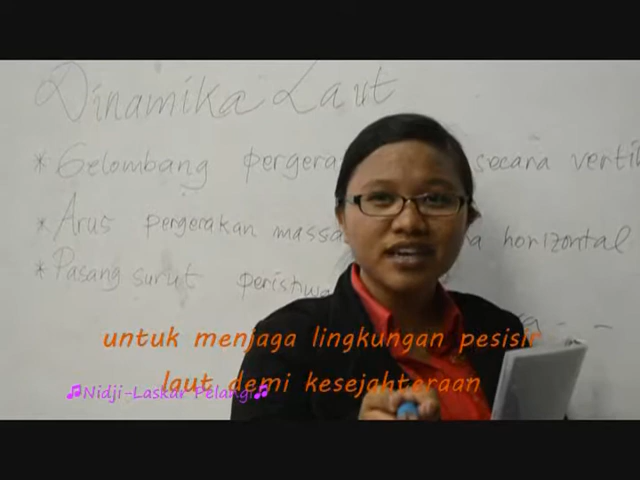 Dinamika Laut
* Gelombang pergera secara verti
* Arus pergerakan massa horizontal
* Pasang surut peristiwa
untuk menjaga lingkungan pesisir
laut demi kesejahteraan
♫Nidji-Laskar Pelangi♫